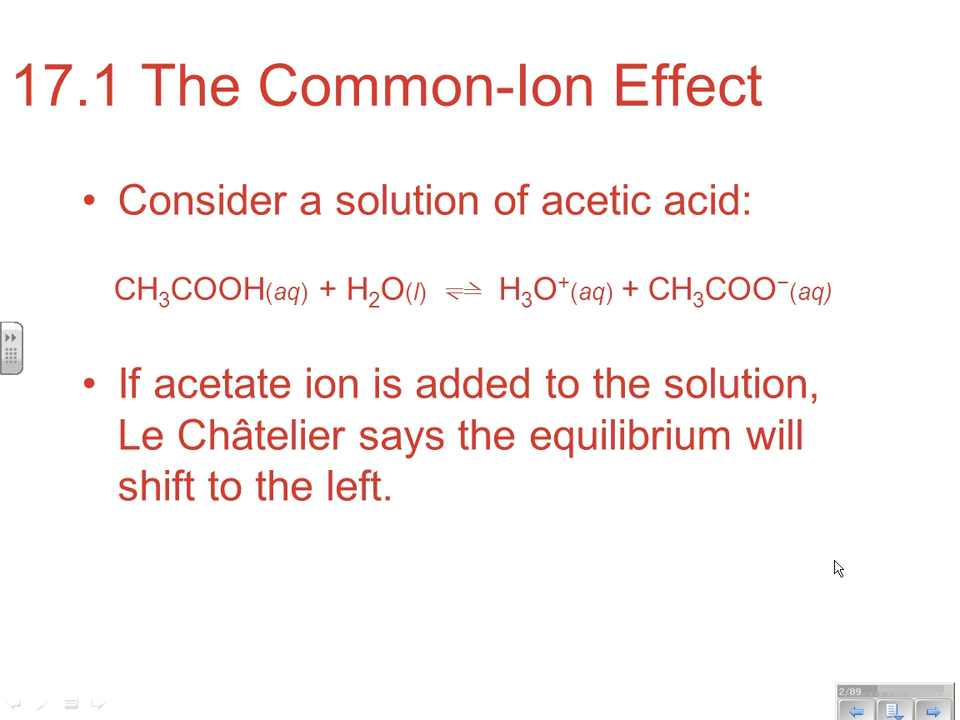 17.1 The Common-Ion Effect
• Consider a solution of acetic acid:
CH₃COOH(aq) + H₂O(l) ⇌ H₃O⁺(aq) + CH₃COO⁻(aq)
• If acetate ion is added to the solution,
Le Châtelier says the equilibrium will
shift to the left.
2/89